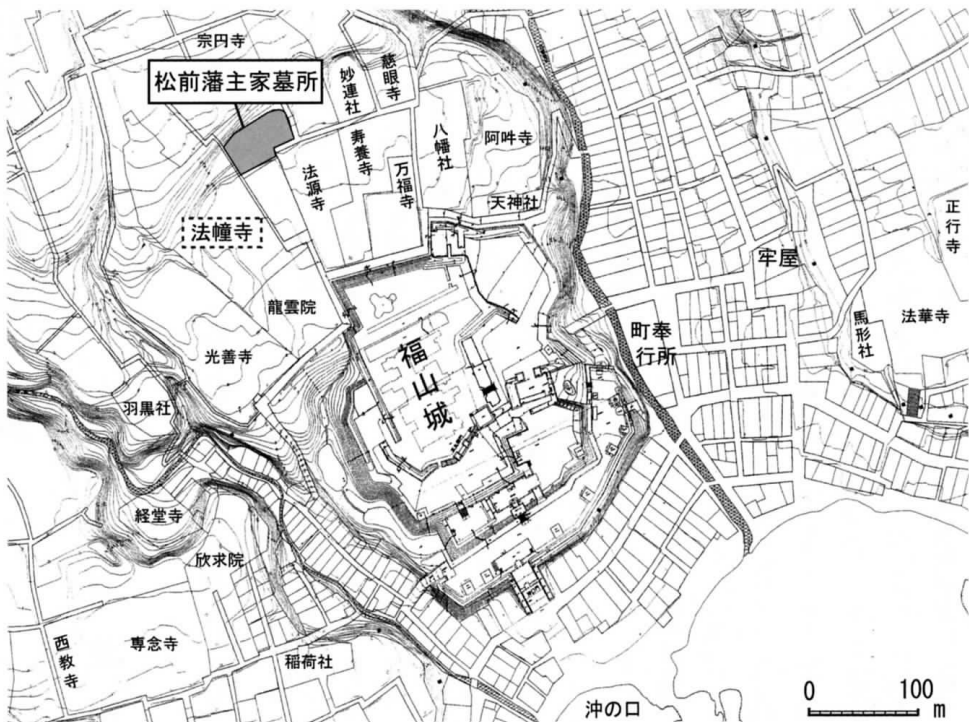 宗円寺
松前藩主家墓所
妙連社
慈眼寺
寿養寺
法源寺
万福寺
八幡社
阿吽寺
天神社
正行寺
法幢寺
牢屋
龍雲院
福山城
町奉
行所
馬形社
法華寺
光善寺
羽黒社
経堂寺
欣求院
西教寺
専念寺
稲荷社
沖の口
0 100
m